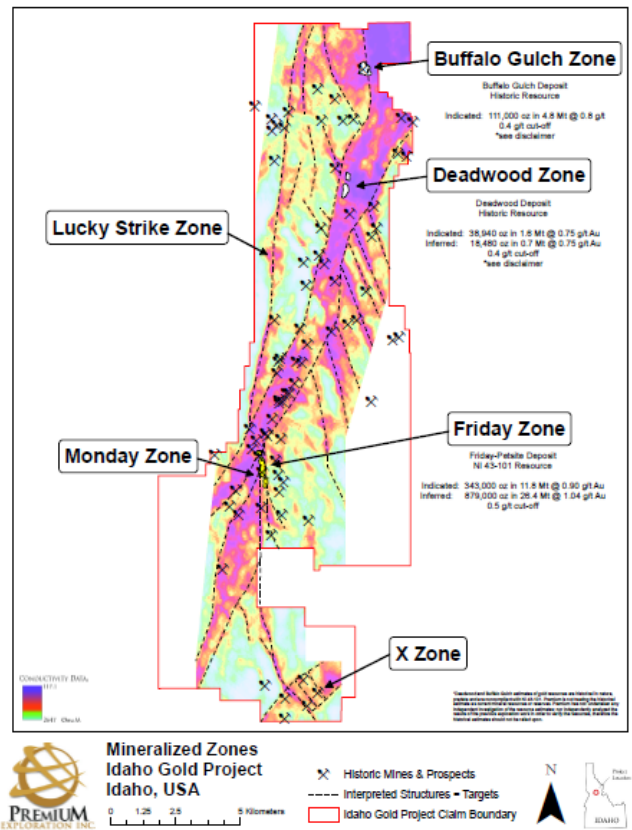 Buffalo Gulch Zone
Buffalo Gulch Deposit
Historic Resource
Indicated: 111,000 oz in 4.8 Mt @ 0.8 g/t
0.4 g/t cut-off
*see disclaimer
Deadwood Zone
Deadwood Deposit
Historic Resource
Indicated: 38,940 oz in 1.6 Mt @ 0.75 g/t Au
Inferred: 18,480 oz in 0.7 Mt @ 0.75 g/t Au
0.4 g/t cut-off
*see disclaimer
Lucky Strike Zone
Friday Zone
Friday-Petsite Deposit
NI 43-101 Resource
Indicated: 343,000 oz in 11.8 Mt @ 0.90 g/t Au
Inferred: 879,000 oz in 26.4 Mt @ 1.04 g/t Au
0.5 g/t cut-off
Monday Zone
X Zone
CONDUCTIVITY DATA
PREMIUM
EXPLORATION INC.
Mineralized Zones
Idaho Gold Project
Idaho, USA
0 1.25 2.5 5 Kilometers
Historic Mines & Prospects
Interpreted Structures = Targets
Idaho Gold Project Claim Boundary
N
Project
Location
IDAHO